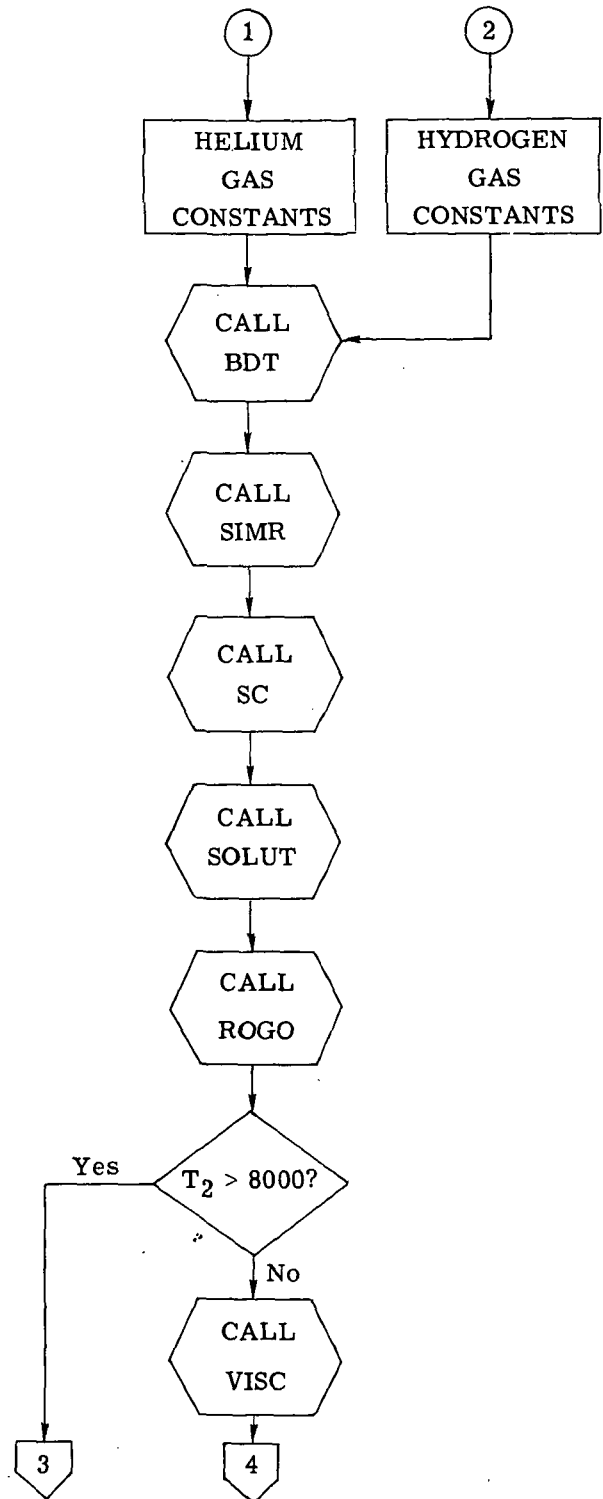 1
2
HELIUM
GAS
CONSTANTS
HYDROGEN
GAS
CONSTANTS
CALL
BDT
CALL
SIMR
CALL
SC
CALL
SOLUT
CALL
ROGO
Yes
T₂ > 8000?
No
CALL
VISC
3
4